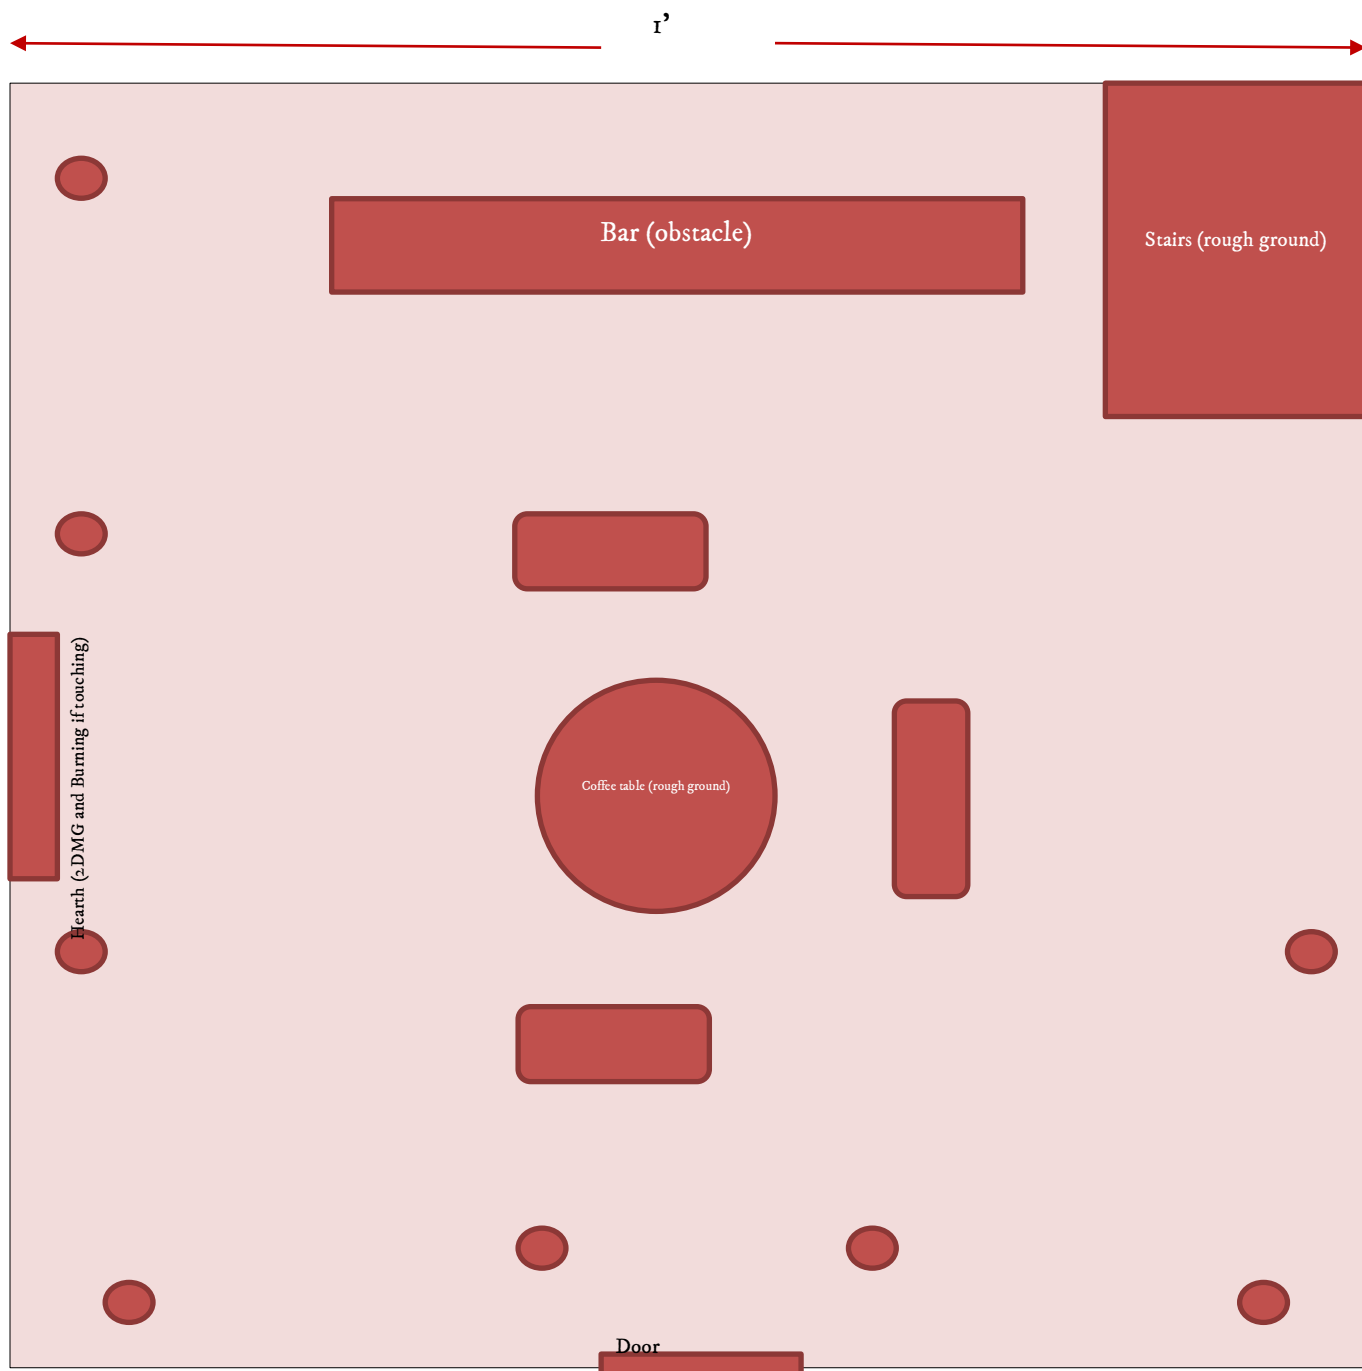 1’
Bar (obstacle)
Stairs (rough ground)
Hearth (2DMG and Burning if touching)
Coffee table (rough ground)
Door